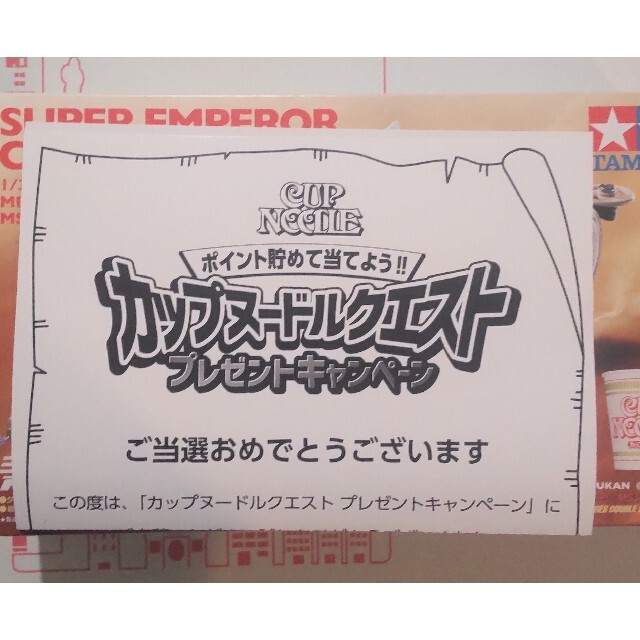 SUPER EMPEROR
TAM
CUP
NOODLE
ポイント貯めて当てよう!!
カップヌードルクエスト
プレゼントキャンペーン
ご当選おめでとうございます
この度は、「カップヌードルクエスト プレゼントキャンペーン」に
CUP
UKAN